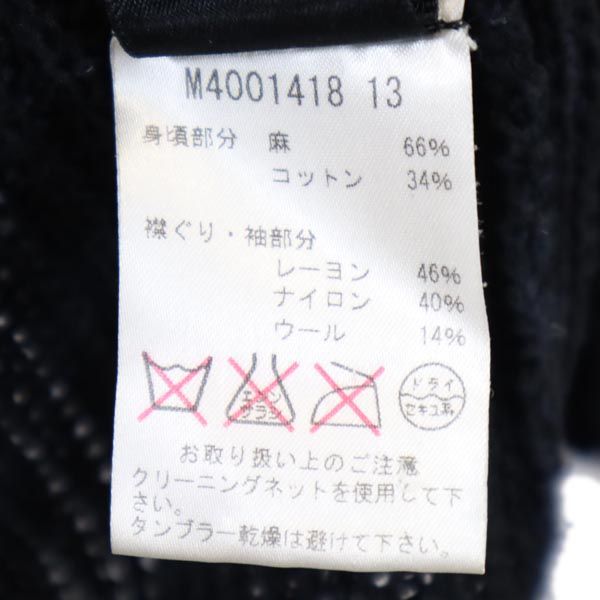 M4001418 13
身頃部分 麻 66%
コットン 34%
襟ぐり・袖部分
レーヨン 46%
ナイロン 40%
ウール 14%
エンソ サラシ
ドライ
セキユ系
お取り扱い上のご注意
クリーニングネットを使用して下
さい。
タンブラー乾燥は避けて下さい。